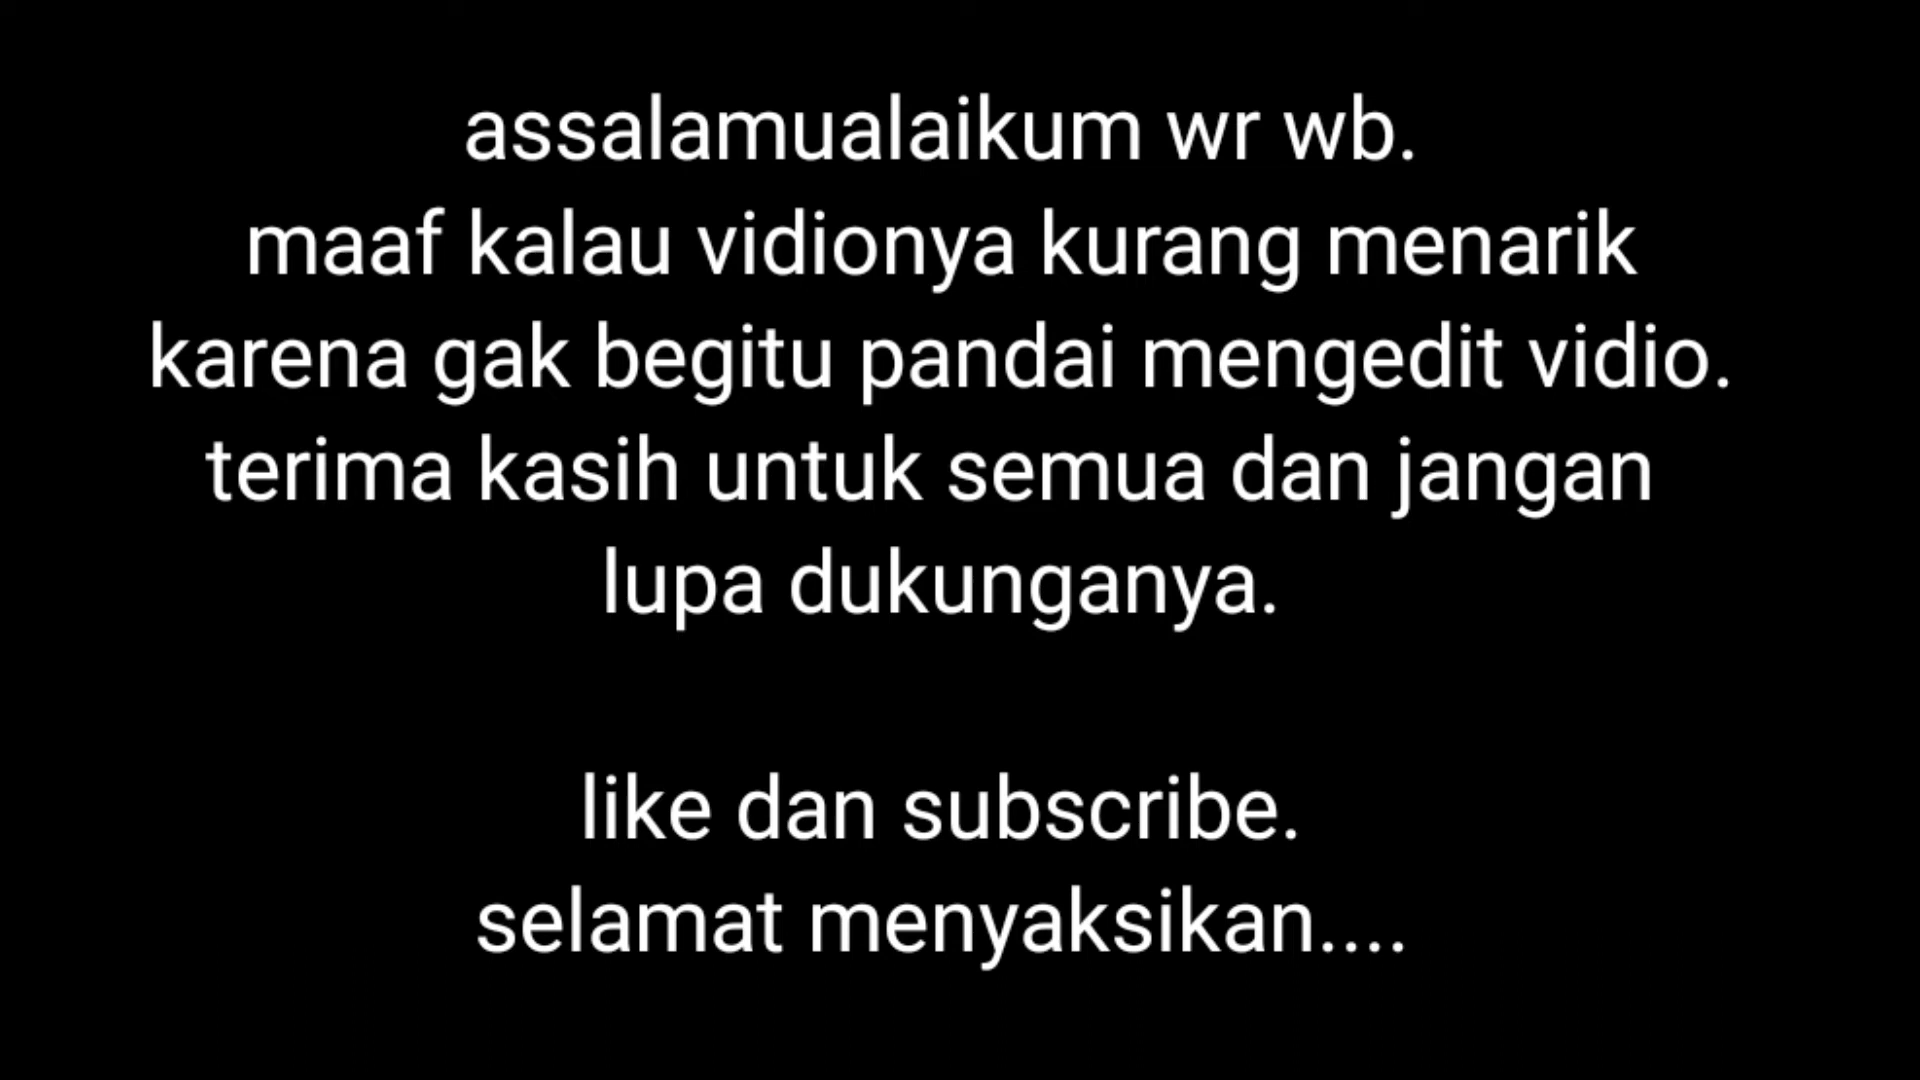 assalamualaikum wr wb.
maaf kalau vidionya kurang menarik
karena gak begitu pandai mengedit vidio.
terima kasih untuk semua dan jangan
lupa dukunganya.
like dan subscribe.
selamat menyaksikan....